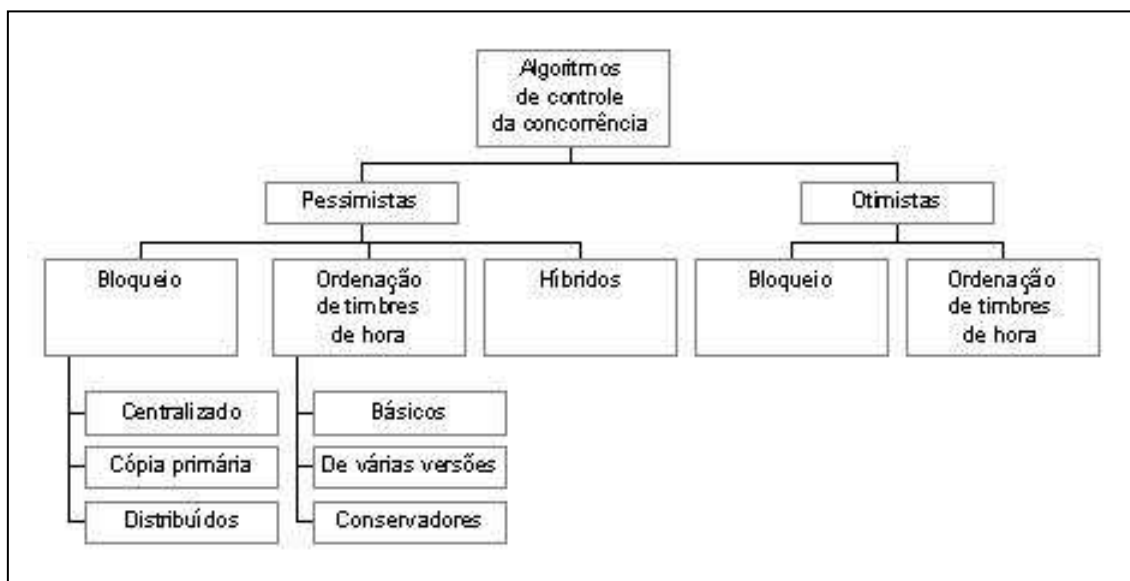 Algoritmos
de controle
da concorrência
Pessimistas
Otimistas
Bloqueio
Ordenação
de timbres
de hora
Híbridos
Bloqueio
Ordenação
de timbres
de hora
Centralizado
Cópia primária
Distribuídos
Básicos
De várias versões
Conservadores